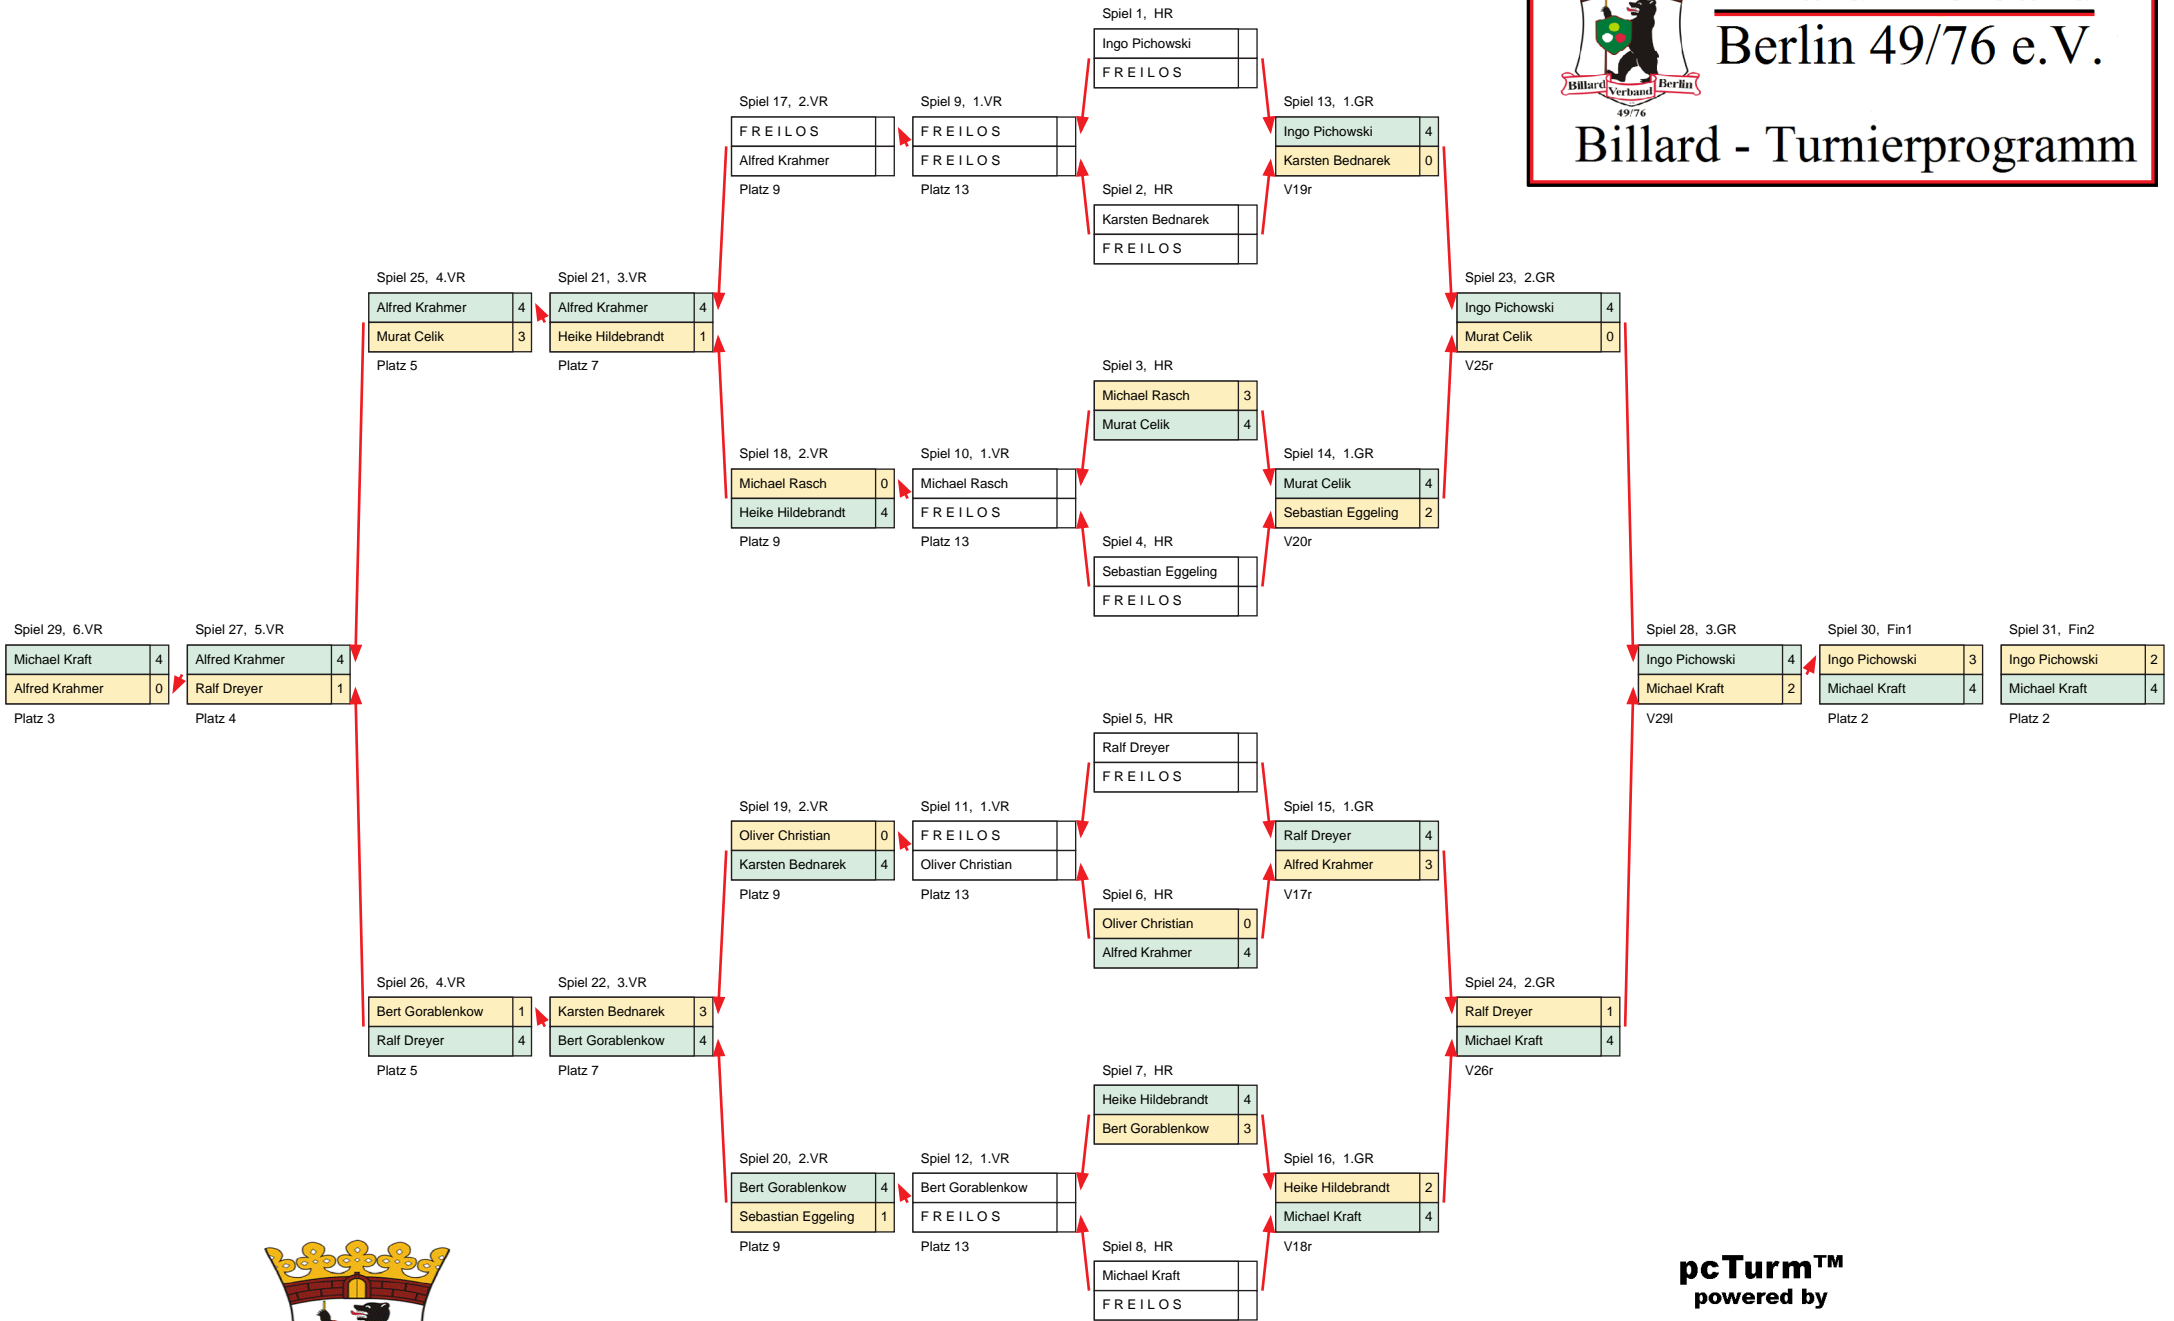 Spiel 1, HR
Ingo Pichowski
FREILOS
Berlin 49/76 e.V.
Billard Verband Berlin
49/76
Billard - Turnierprogramm
Spiel 17, 2.VR
FREILOS
Alfred Krahmer
Platz 9
Spiel 9, 1.VR
FREILOS
FREILOS
Platz 13
Spiel 13, 1.GR
Ingo Pichowski 4
Karsten Bednarek 0
V19r
Spiel 2, HR
Karsten Bednarek
FREILOS
Spiel 25, 4.VR
Alfred Krahmer 4
Murat Celik 3
Platz 5
Spiel 21, 3.VR
Alfred Krahmer 4
Heike Hildebrandt 1
Platz 7
Spiel 23, 2.GR
Ingo Pichowski 4
Murat Celik 0
V25r
Spiel 3, HR
Michael Rasch 3
Murat Celik 4
Spiel 18, 2.VR
Michael Rasch 0
Heike Hildebrandt 4
Platz 9
Spiel 10, 1.VR
Michael Rasch
FREILOS
Platz 13
Spiel 14, 1.GR
Murat Celik 4
Sebastian Eggeling 2
V20r
Spiel 4, HR
Sebastian Eggeling
FREILOS
Spiel 29, 6.VR
Michael Kraft 4
Alfred Krahmer 0
Platz 3
Spiel 27, 5.VR
Alfred Krahmer 4
Ralf Dreyer 1
Platz 4
Spiel 28, 3.GR
Ingo Pichowski 4
Michael Kraft 2
V29l
Spiel 30, Fin1
Ingo Pichowski 3
Michael Kraft 4
Platz 2
Spiel 31, Fin2
Ingo Pichowski 2
Michael Kraft 4
Platz 2
Spiel 5, HR
Ralf Dreyer
FREILOS
Spiel 19, 2.VR
Oliver Christian 0
Karsten Bednarek 4
Platz 9
Spiel 11, 1.VR
FREILOS
Oliver Christian
Platz 13
Spiel 15, 1.GR
Ralf Dreyer 4
Alfred Krahmer 3
V17r
Spiel 6, HR
Oliver Christian 0
Alfred Krahmer 4
Spiel 26, 4.VR
Bert Gorablenkow 1
Ralf Dreyer 4
Platz 5
Spiel 22, 3.VR
Karsten Bednarek 3
Bert Gorablenkow 4
Platz 7
Spiel 24, 2.GR
Ralf Dreyer 1
Michael Kraft 4
V26r
Spiel 7, HR
Heike Hildebrandt 4
Bert Gorablenkow 3
Spiel 20, 2.VR
Bert Gorablenkow 4
Sebastian Eggeling 1
Platz 9
Spiel 12, 1.VR
Bert Gorablenkow
FREILOS
Platz 13
Spiel 16, 1.GR
Heike Hildebrandt 2
Michael Kraft 4
V18r
Spiel 8, HR
Michael Kraft
FREILOS
pcTurm™
powered by